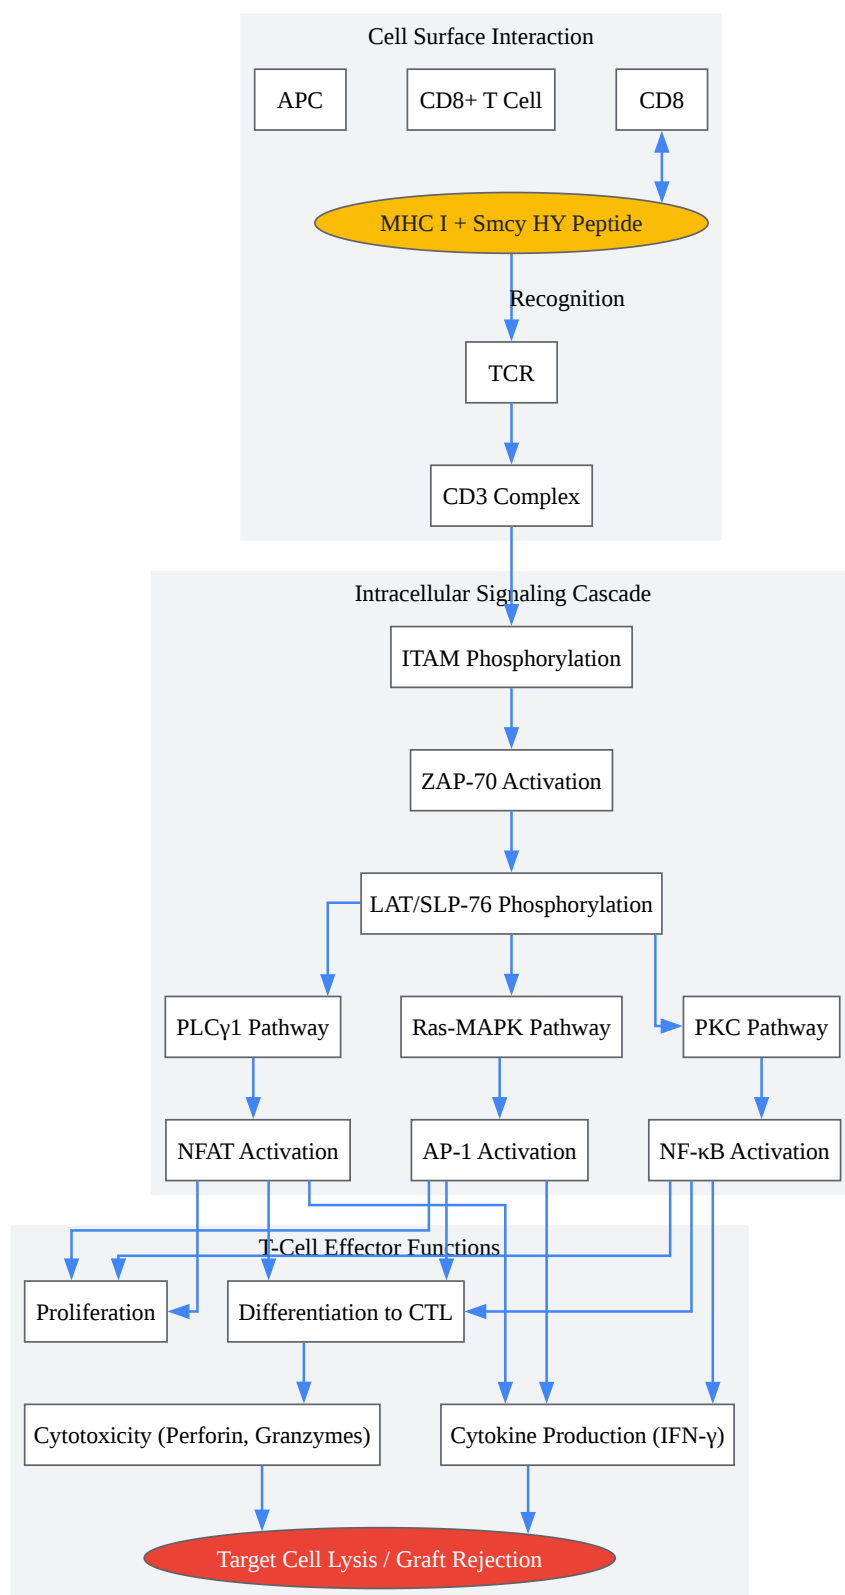 Cell Surface Interaction
APC
CD8+ T Cell
CD8
MHC I + Smcy HY Peptide
Recognition
TCR
CD3 Complex
Intracellular Signaling Cascade
ITAM Phosphorylation
ZAP-70 Activation
LAT/SLP-76 Phosphorylation
PLCγ1 Pathway
Ras-MAPK Pathway
PKC Pathway
NFAT Activation
AP-1 Activation
NF-κB Activation
T-Cell Effector Functions
Proliferation
Differentiation to CTL
Cytotoxicity (Perforin, Granzymes)
Cytokine Production (IFN-γ)
Target Cell Lysis / Graft Rejection